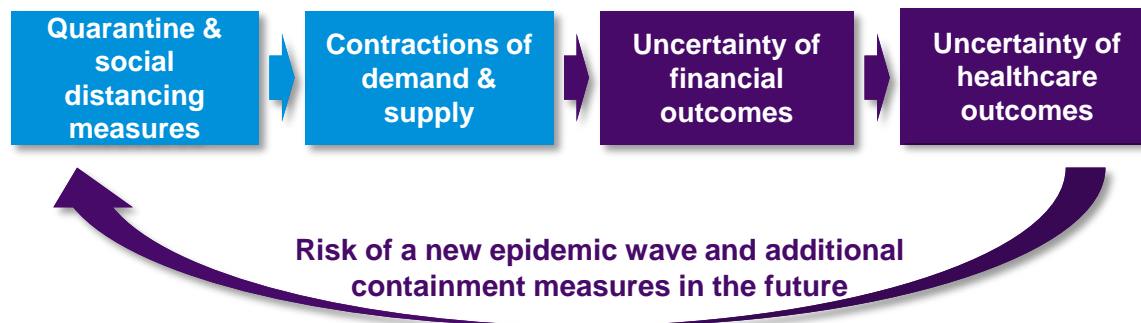 Quarantine &
social
distancing
measures
Contractions of
demand &
supply
Uncertainty of
financial
outcomes
Uncertainty of
healthcare
outcomes
Risk of a new epidemic wave and additional
containment measures in the future